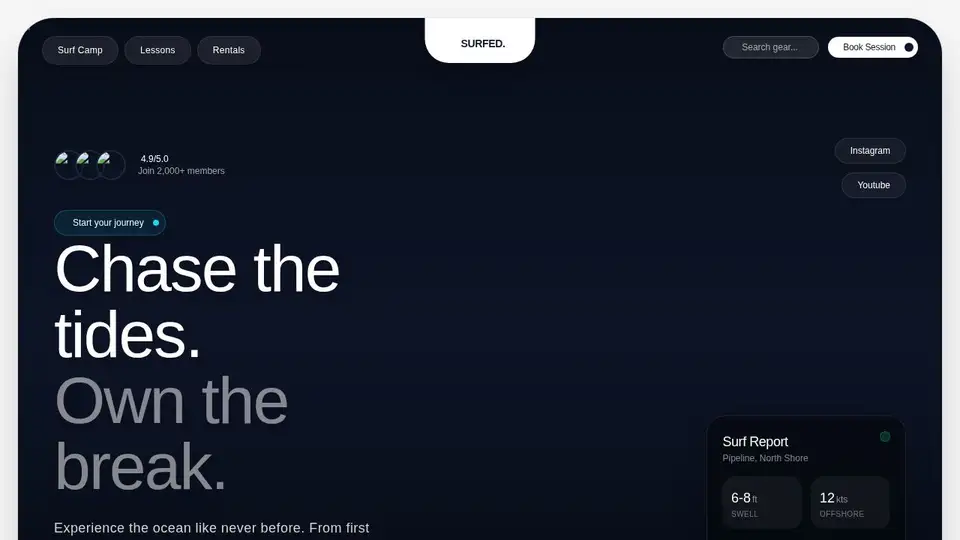 Surf Camp
Lessons
Rentals
SURFED.
Search gear...
Book Session
4.9/5.0
Join 2,000+ members
Instagram
Youtube
Start your journey
Chase the
tides.
Own the
break.
Experience the ocean like never before. From first
Surf Report
Pipeline, North Shore
6-8 ft
SWELL
12 kts
OFFSHORE